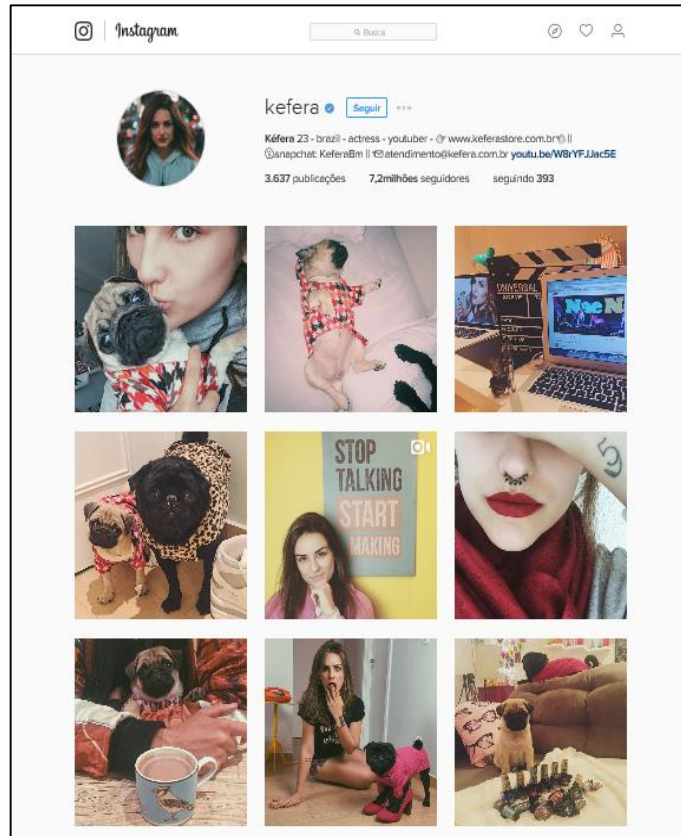 Instagram
Busca
kefera Seguir
Kéfera 23 - brazil - actress - youtuber - www.keferastore.com.br ||
snapchat: KeferaBm || atendimento@kefera.com.br youtu.be/W8rYFJJac5E
3.637 publicações 7,2milhões seguidores seguindo 393
UNIVERSAL
STOP
TALKING
START
MAKING